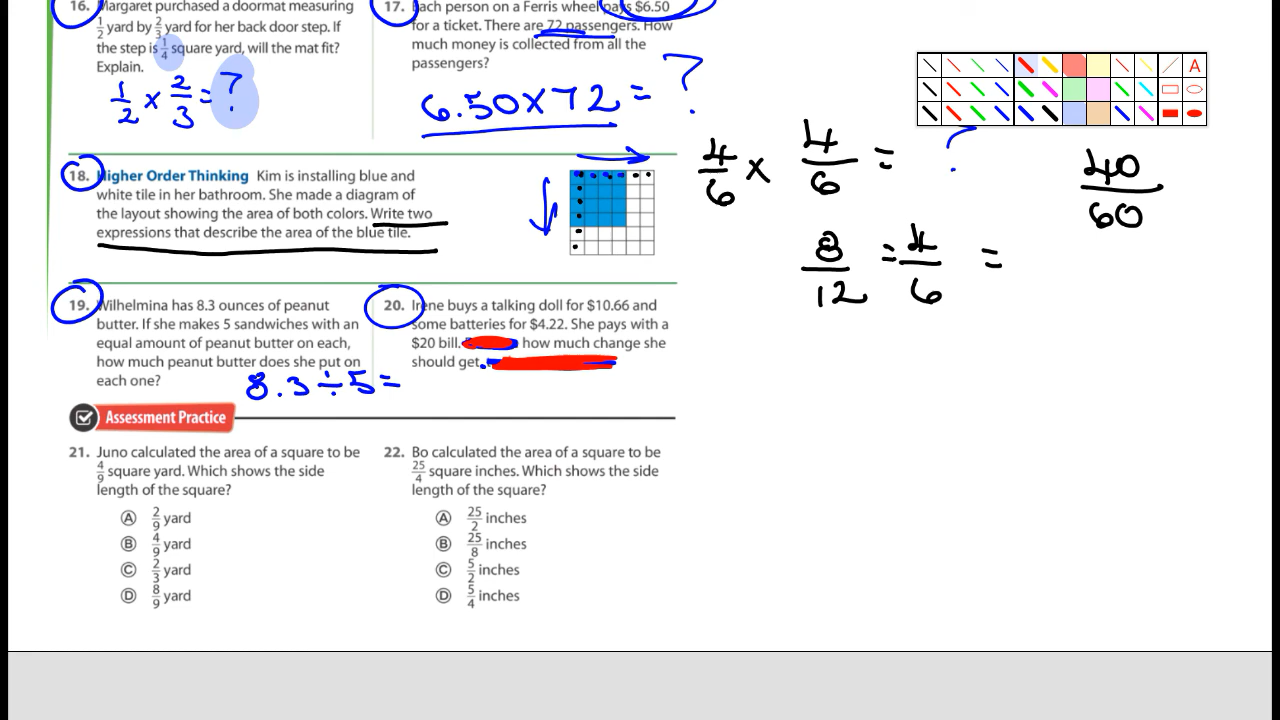 16. Margaret purchased a doormat measuring
1/2 yard by 2/3 yard for her back door step. If
the step is 1/4 square yard, will the mat fit?
Explain.
1/2 x 2/3 = ?
17. Each person on a Ferris wheel pays $6.50
for a ticket. There are 72 passengers. How
much money is collected from all the
passengers?
6.50x72 = ?
18. Higher Order Thinking Kim is installing blue and
white tile in her bathroom. She made a diagram of
the layout showing the area of both colors. Write two
expressions that describe the area of the blue tile.
4/6 x 4/6 = ?
8/12 = 4/6 =
40/60
A
19. Wilhelmina has 8.3 ounces of peanut
butter. If she makes 5 sandwiches with an
equal amount of peanut butter on each,
how much peanut butter does she put on
each one?
8.3÷5=
20. Irene buys a talking doll for $10.66 and
some batteries for $4.22. She pays with a
$20 bill. how much change she
should get.
Assessment Practice
21. Juno calculated the area of a square to be
4/9 square yard. Which shows the side
length of the square?
A 2/9 yard
B 4/9 yard
C 2/3 yard
D 8/9 yard
22. Bo calculated the area of a square to be
25/4 square inches. Which shows the side
length of the square?
A 25/2 inches
B 25/8 inches
C 5/2 inches
D 5/4 inches